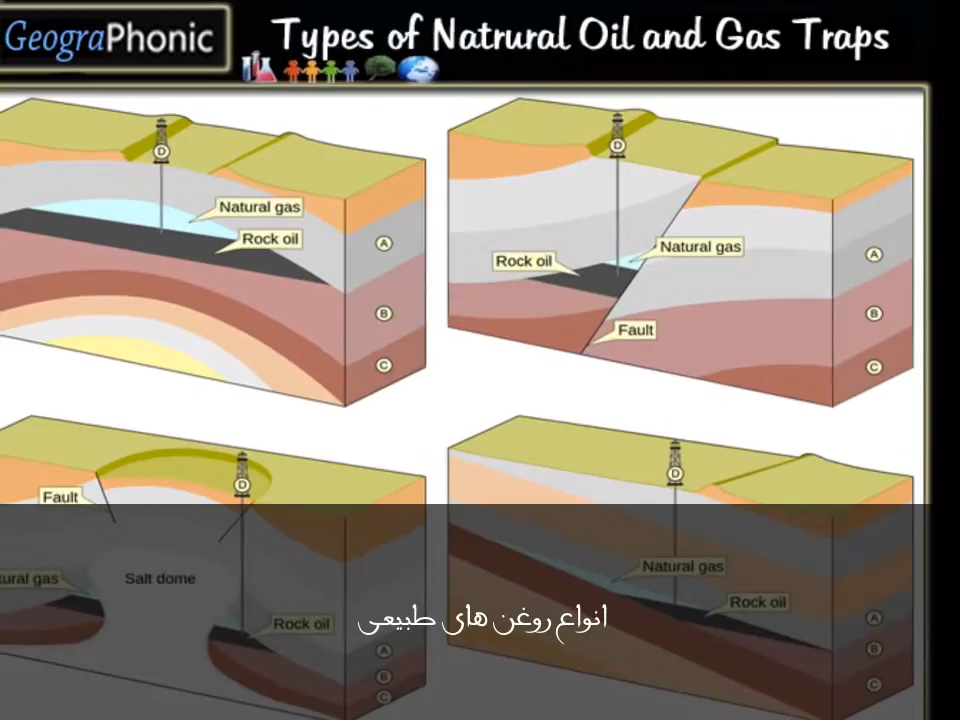 GeograPhonic
Types of Natrural Oil and Gas Traps
D
D
Natural gas
Rock oil
A
B
C
Natural gas
Rock oil
Fault
A
B
C
D
Fault
Salt dome
tural gas
Rock oil
A
B
C
D
Natural gas
Rock oil
A
B
C
انواع روغن های طبیعی